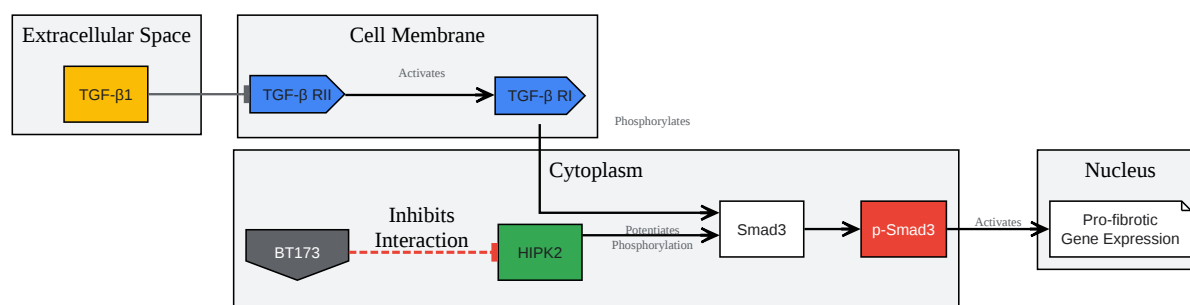 Extracellular Space
Cell Membrane
TGF-β1
TGF-β RII
Activates
TGF-β RI
Phosphorylates
Cytoplasm
Nucleus
Inhibits
Interaction
BT173
HIPK2
Potentiates
Phosphorylation
Smad3
p-Smad3
Activates
Pro-fibrotic
Gene Expression